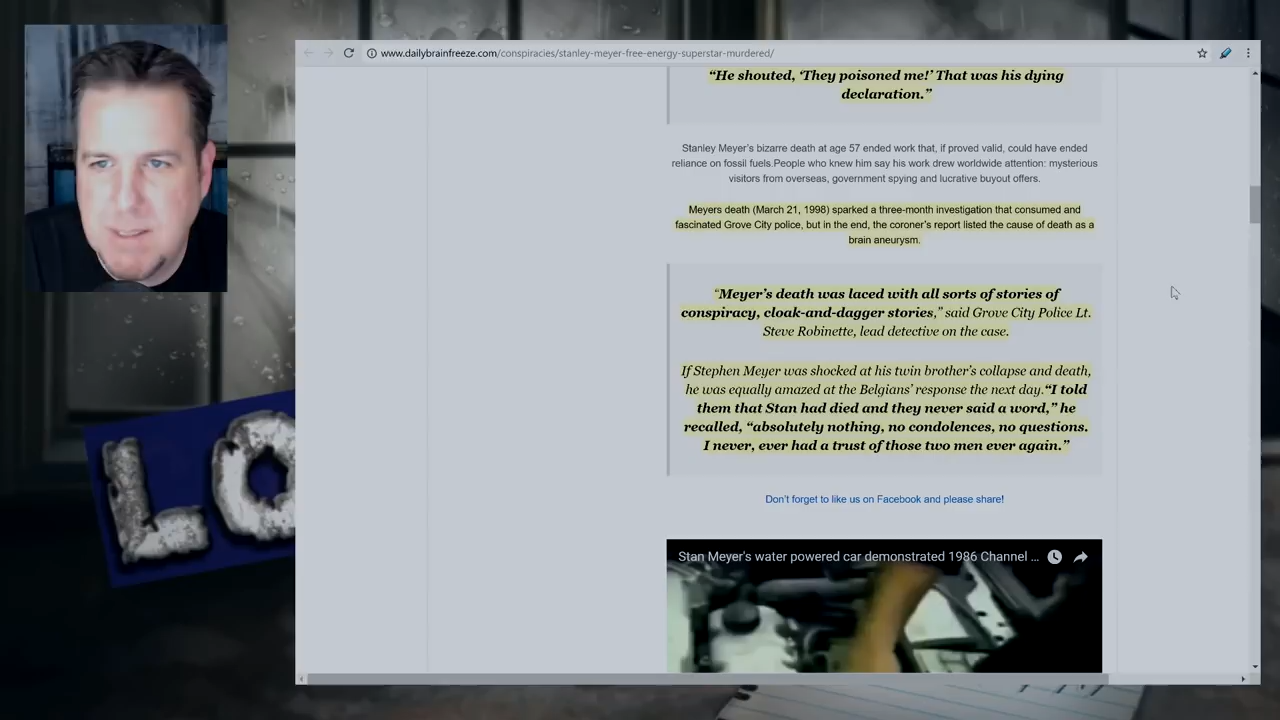 www.dailybrainfreeze.com/conspiracies/stanley-meyer-free-energy-superstar-murdered/
“He shouted, ‘They poisoned me!’ That was his dying
declaration.”
Stanley Meyer’s bizarre death at age 57 ended work that, if proved valid, could have ended
reliance on fossil fuels.People who knew him say his work drew worldwide attention: mysterious
visitors from overseas, government spying and lucrative buyout offers.
Meyers death (March 21, 1998) sparked a three-month investigation that consumed and
fascinated Grove City police, but in the end, the coroner’s report listed the cause of death as a
brain aneurysm.
“Meyer’s death was laced with all sorts of stories of
conspiracy, cloak-and-dagger stories,” said Grove City Police Lt.
Steve Robinette, lead detective on the case.
If Stephen Meyer was shocked at his twin brother’s collapse and death,
he was equally amazed at the Belgians’ response the next day.“I told
them that Stan had died and they never said a word,” he
recalled, “absolutely nothing, no condolences, no questions.
I never, ever had a trust of those two men ever again.”
Don’t forget to like us on Facebook and please share!
Stan Meyer's water powered car demonstrated 1986 Channel ...
LO